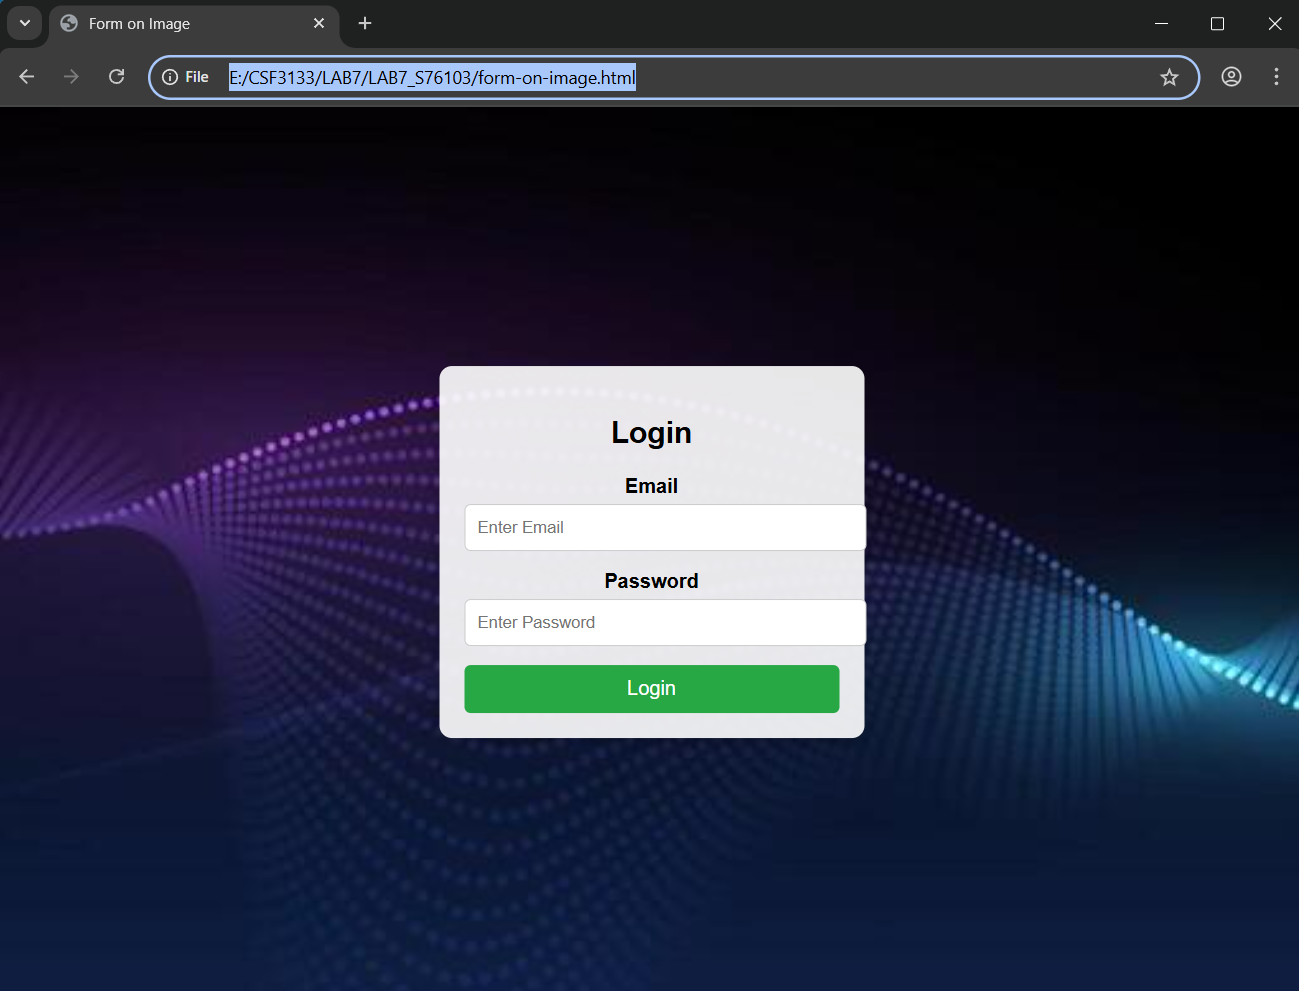 Form on Image
File E:/CSF3133/LAB7/LAB7_S76103/form-on-image.html
Login
Email
Enter Email
Password
Enter Password
Login